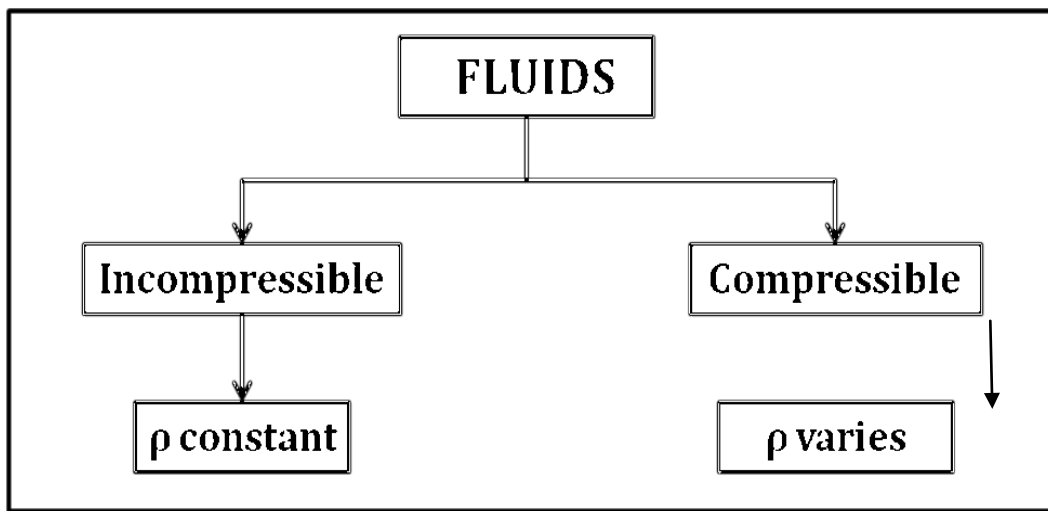 FLUIDS
Incompressible
Compressible
ρ constant
ρ varies